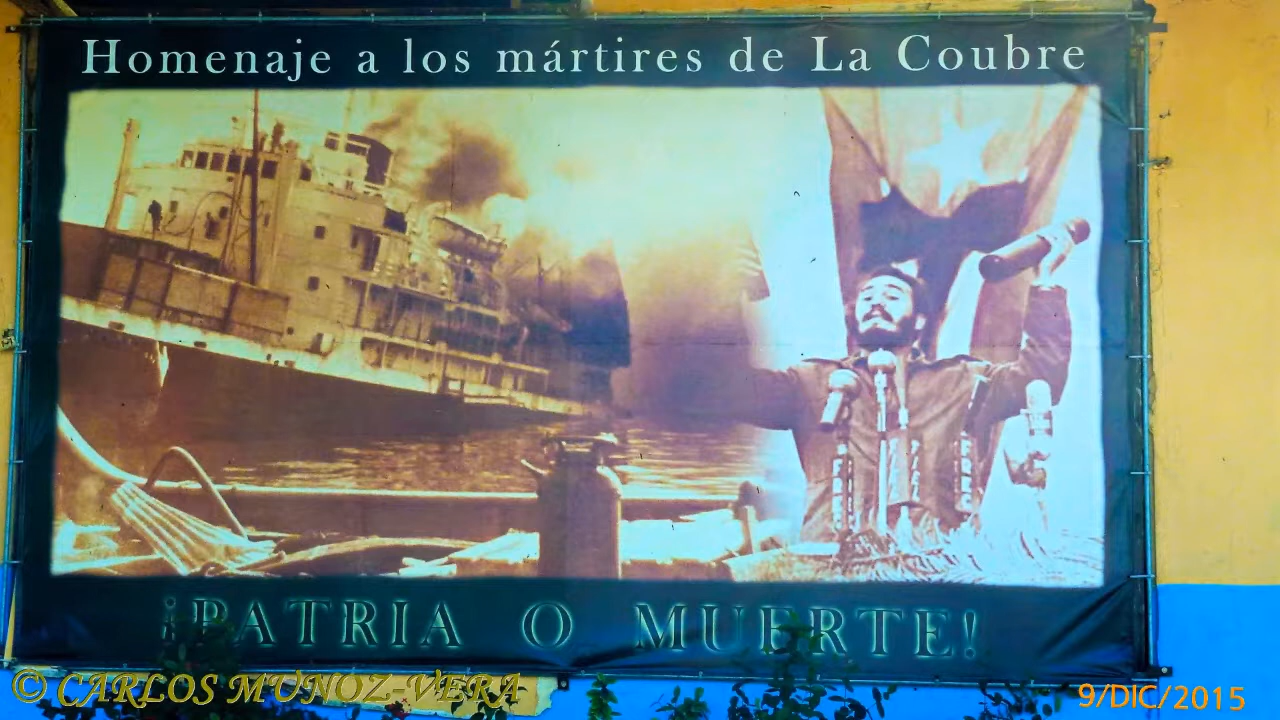 Homenaje a los mártires de La Coubre
¡PATRIA O MUERTE!
© CARLOS MUÑOZ-VERA
9/DIC/2015